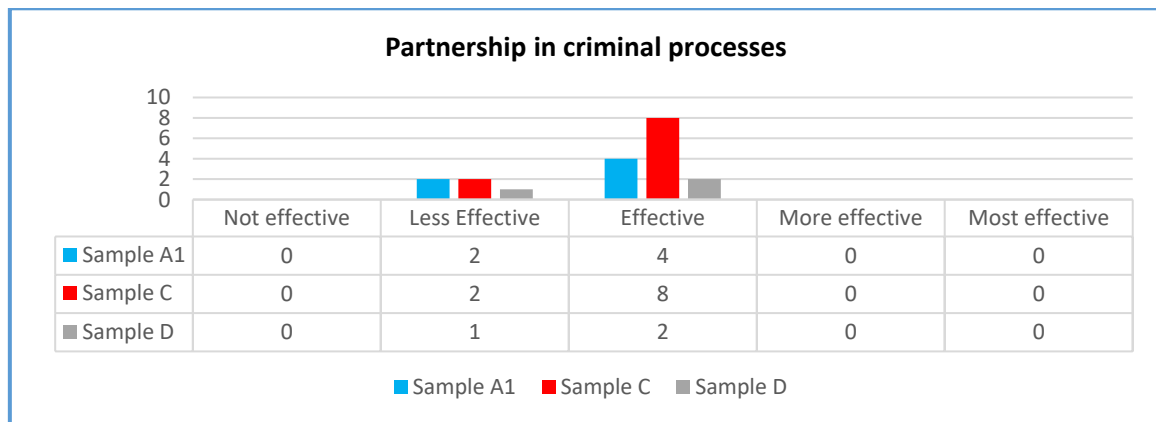 Partnership in criminal processes
10
8
6
4
2
0
Not effective Less Effective Effective More effective Most effective
Sample A1 0 2 4 0 0
Sample C 0 2 8 0 0
Sample D 0 1 2 0 0
Sample A1 Sample C Sample D